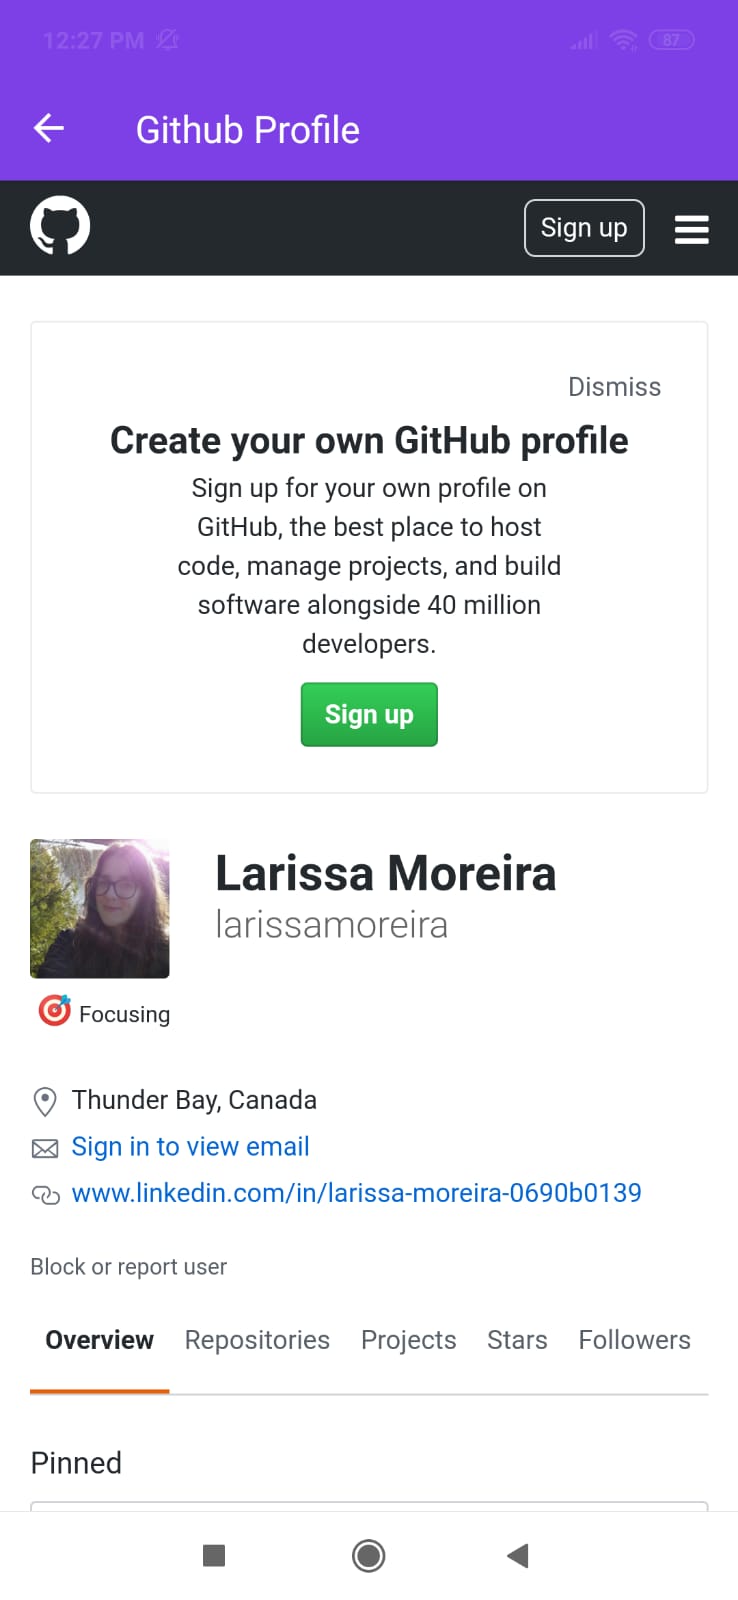 12:27 PM 87
Github Profile
Sign up
Dismiss
Create your own GitHub profile
Sign up for your own profile on
GitHub, the best place to host
code, manage projects, and build
software alongside 40 million
developers.
Sign up
Larissa Moreira
larissamoreira
Focusing
Thunder Bay, Canada
Sign in to view email
www.linkedin.com/in/larissa-moreira-0690b0139
Block or report user
Overview Repositories Projects Stars Followers
Pinned